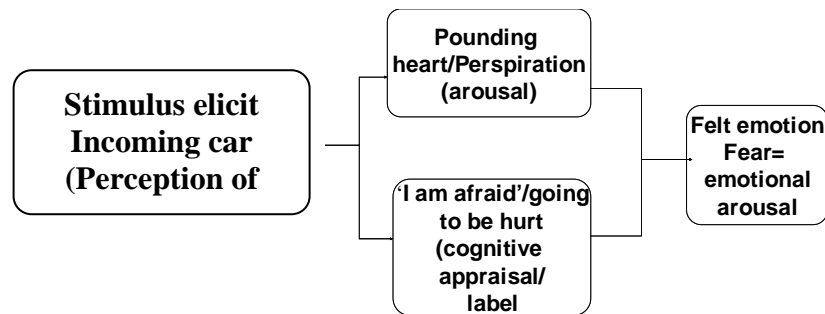 Stimulus elicit
Incoming car
(Perception of
Pounding
heart/Perspiration
(arousal)
‘I am afraid’/going
to be hurt
(cognitive
appraisal/
label
Felt emotion
Fear=
emotional
arousal